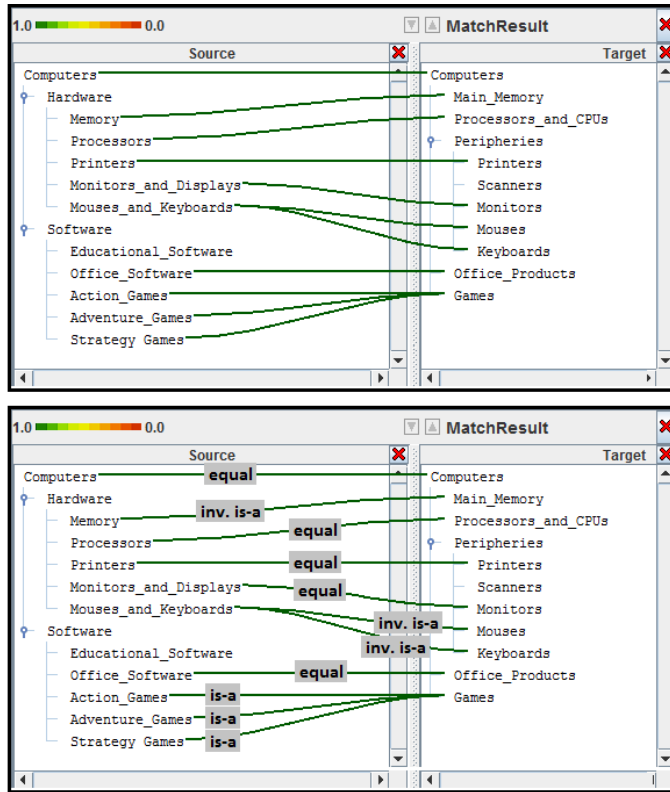 1.0 0.0 MatchResult
Source Target
Computers Computers
Hardware Main_Memory
Memory Processors_and_CPUs
Processors Peripheries
Printers Printers
Monitors_and_Displays Scanners
Mouses_and_Keyboards Monitors
Software Mouses
Educational_Software Keyboards
Office_Software Office_Products
Action_Games Games
Adventure_Games
Strategy Games
1.0 0.0 MatchResult
Source Target
Computers equal Computers
Hardware Main_Memory
Memory inv. is-a Processors_and_CPUs
Processors equal Peripheries
Printers equal Printers
Monitors_and_Displays equal Scanners
Mouses_and_Keyboards Monitors
Software inv. is-a Mouses
Educational_Software inv. is-a Keyboards
Office_Software equal Office_Products
Action_Games is-a Games
Adventure_Games is-a
Strategy Games is-a